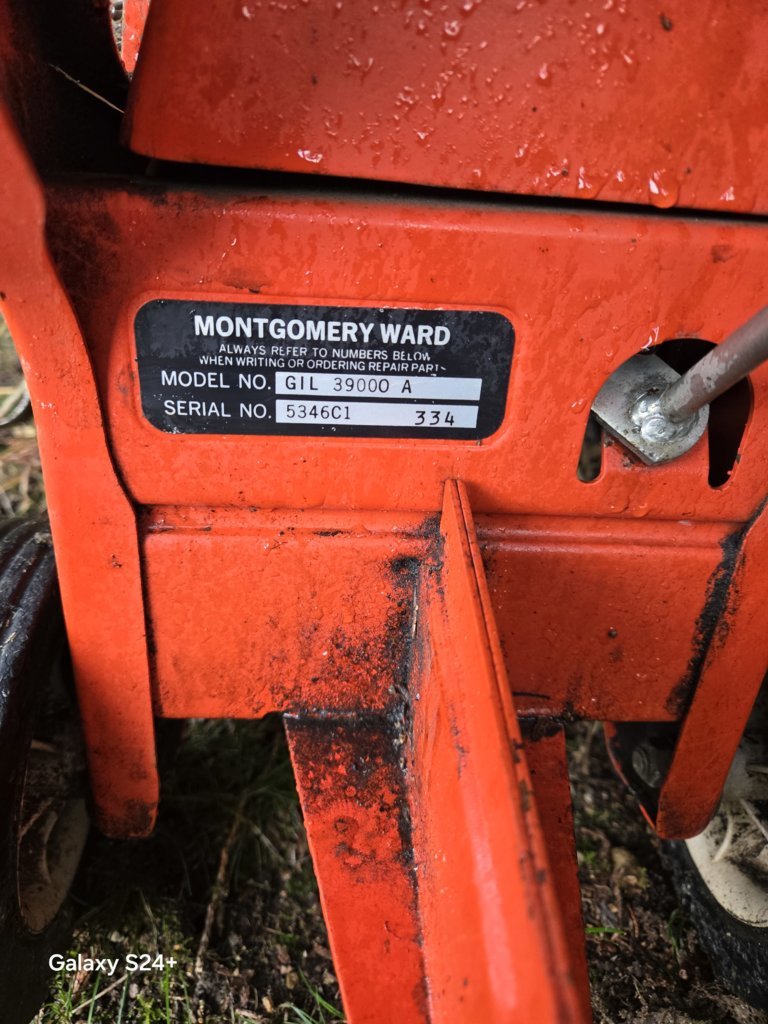 MONTGOMERY WARD
ALWAYS REFER TO NUMBERS BELOW
WHEN WRITING OR ORDERING REPAIR PARTS
MODEL NO. GIL 39000 A
SERIAL NO. 5346C1 334
Galaxy S24+